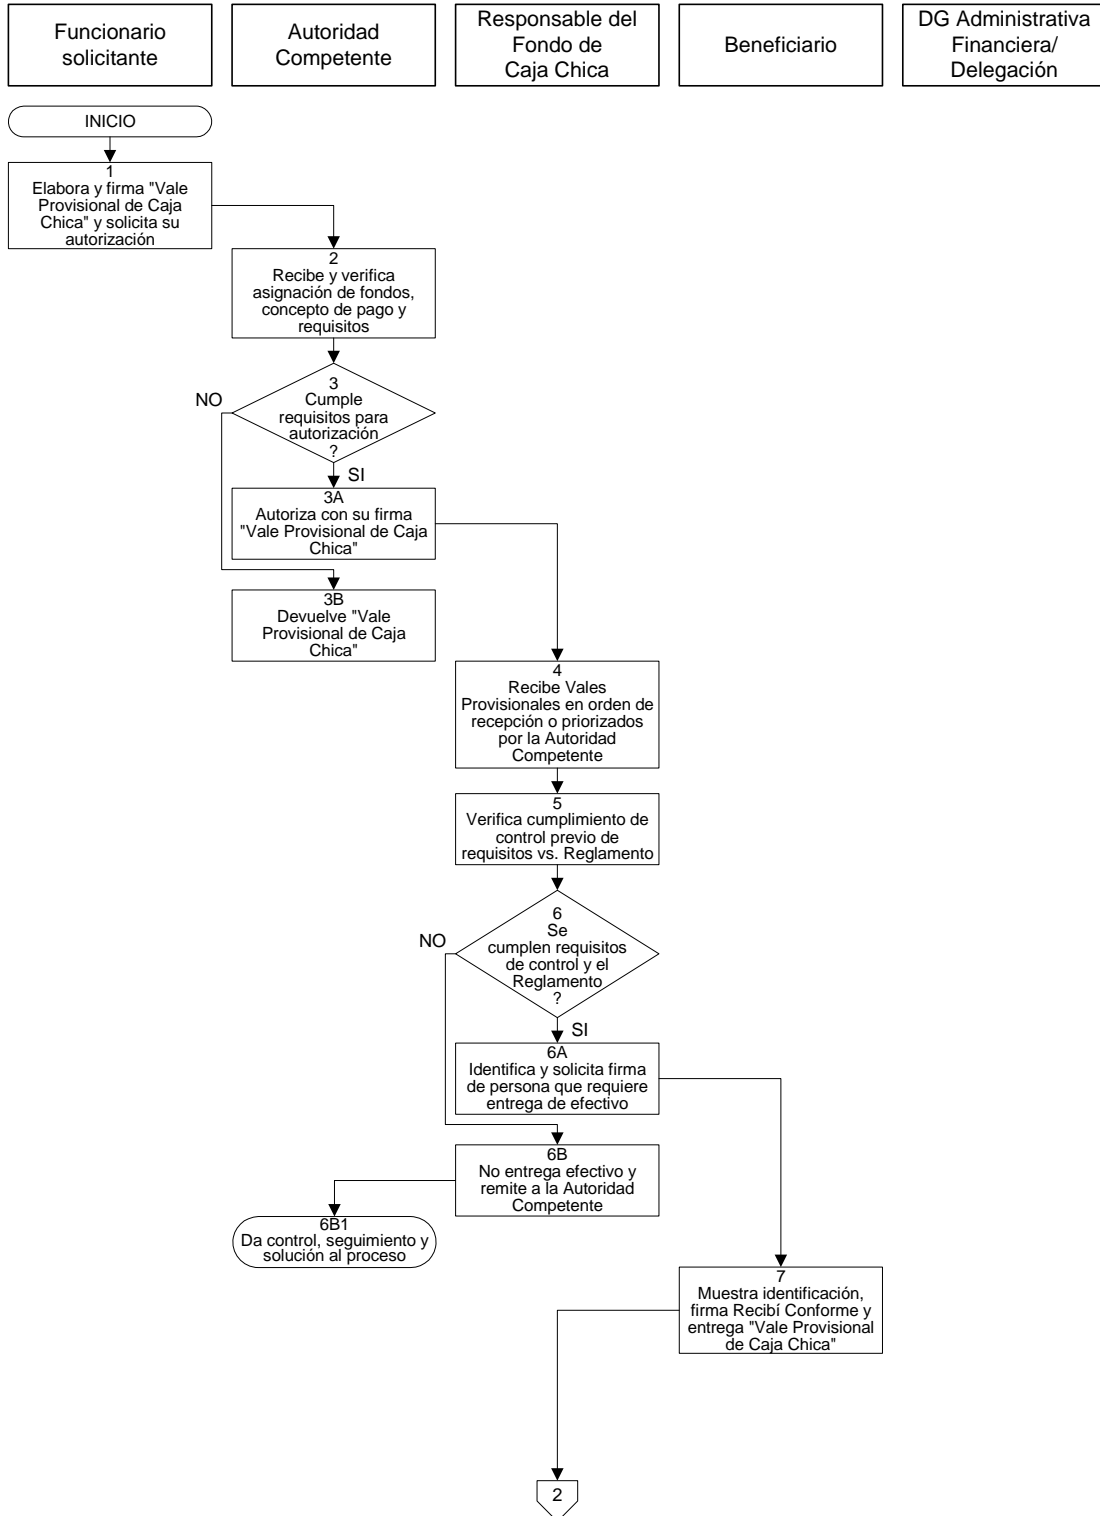 Funcionario
solicitante
Autoridad
Competente
Responsable del
Fondo de
Caja Chica
Beneficiario
DG Administrativa
Financiera/
Delegación
INICIO
1
Elabora y firma "Vale
Provisional de Caja
Chica" y solicita su
autorización
2
Recibe y verifica
asignación de fondos,
concepto de pago y
requisitos
3
Cumple
requisitos para
autorización
?
NO
SI
3A
Autoriza con su firma
"Vale Provisional de Caja
Chica"
3B
Devuelve "Vale
Provisional de Caja
Chica"
4
Recibe Vales
Provisionales en orden de
recepción o priorizados
por la Autoridad
Competente
5
Verifica cumplimiento de
control previo de
requisitos vs. Reglamento
6
Se
cumplen requisitos
de control y el
Reglamento
?
NO
SI
6A
Identifica y solicita firma
de persona que requiere
entrega de efectivo
6B
No entrega efectivo y
remite a la Autoridad
Competente
6B1
Da control, seguimiento y
solución al proceso
7
Muestra identificación,
firma Recibí Conforme y
entrega "Vale Provisional
de Caja Chica"
2